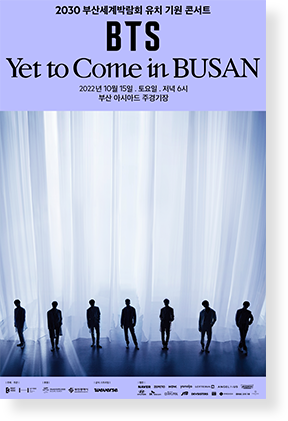 2030 부산세계박람회 유치 기원 콘서트
BTS
Yet to Come in BUSAN
2022년 10월 15일 . 토요일 . 저녁 6시
부산 아시아드 주경기장
weverse
NAVER